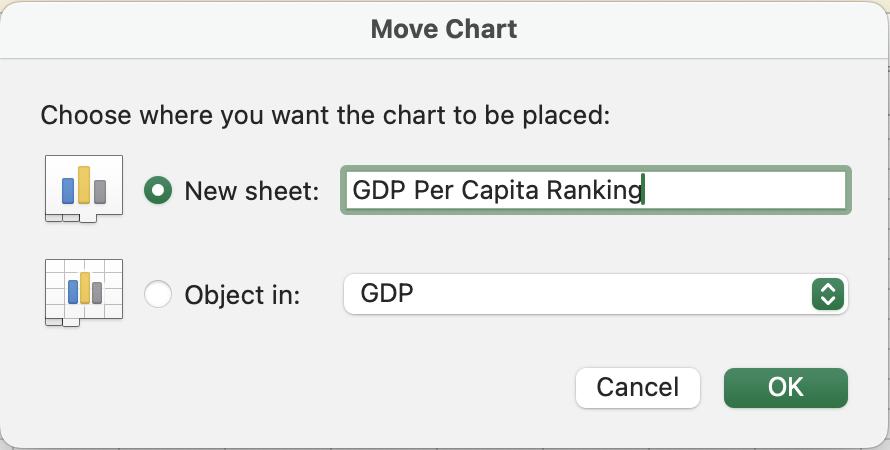 Move Chart
Choose where you want the chart to be placed:
New sheet: GDP Per Capita Ranking
Object in: GDP
Cancel OK